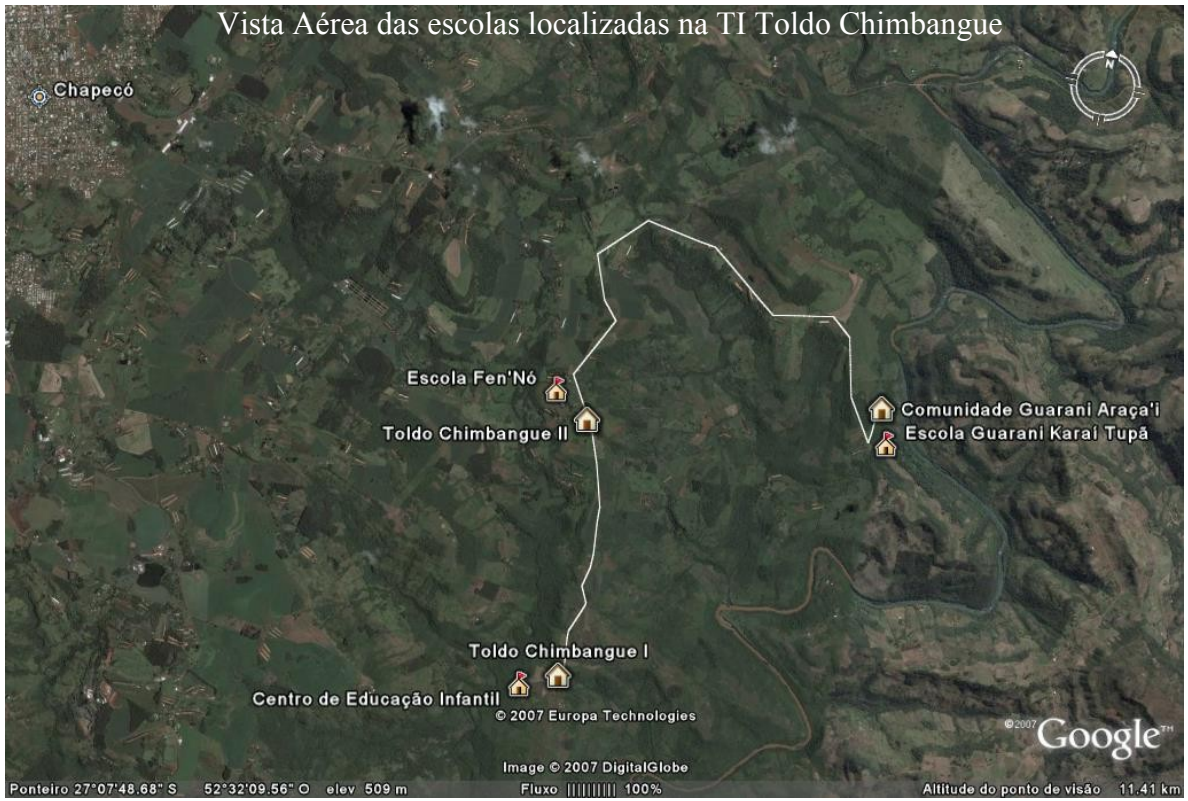 Vista Aérea das escolas localizadas na TI Toldo Chimbangue
N
Chapecó
Escola Fen'Nó
Toldo Chimbangue II
Comunidade Guarani Araça'i
Escola Guarani Karaí Tupã
Toldo Chimbangue I
Centro de Educação Infantil
© 2007 Europa Technologies
©2007 Google™
Image © 2007 DigitalGlobe
Ponteiro 27°07'48.68" S 52°32'09.56" O elev 509 m Fluxo ||||||||| 100% Altitude do ponto de visão 11.41 km